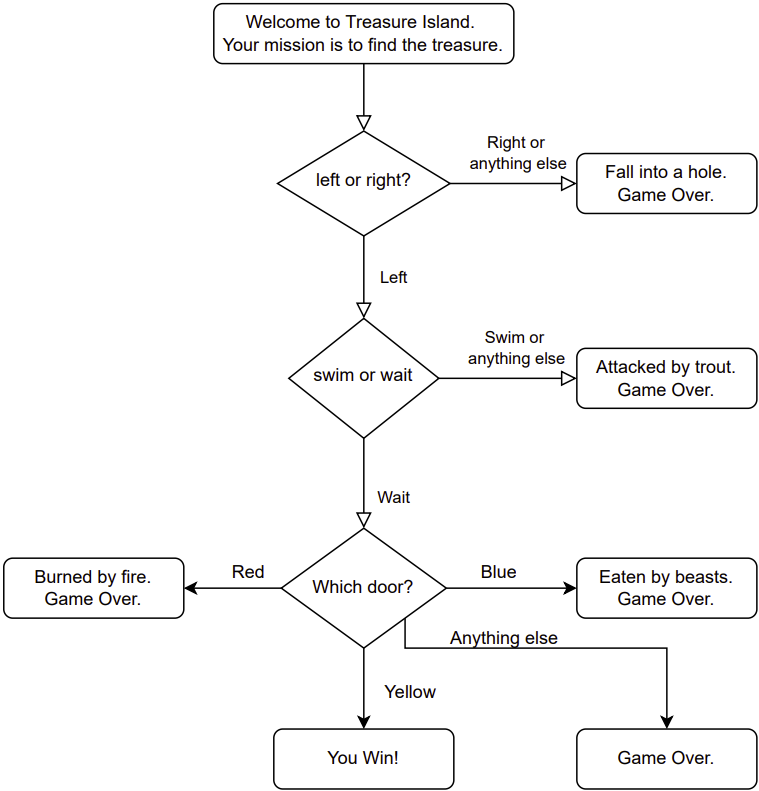 Welcome to Treasure Island.
Your mission is to find the treasure.
left or right?
Right or
anything else
Fall into a hole.
Game Over.
Left
swim or wait
Swim or
anything else
Attacked by trout.
Game Over.
Wait
Which door?
Red
Burned by fire.
Game Over.
Blue
Eaten by beasts.
Game Over.
Anything else
Game Over.
Yellow
You Win!